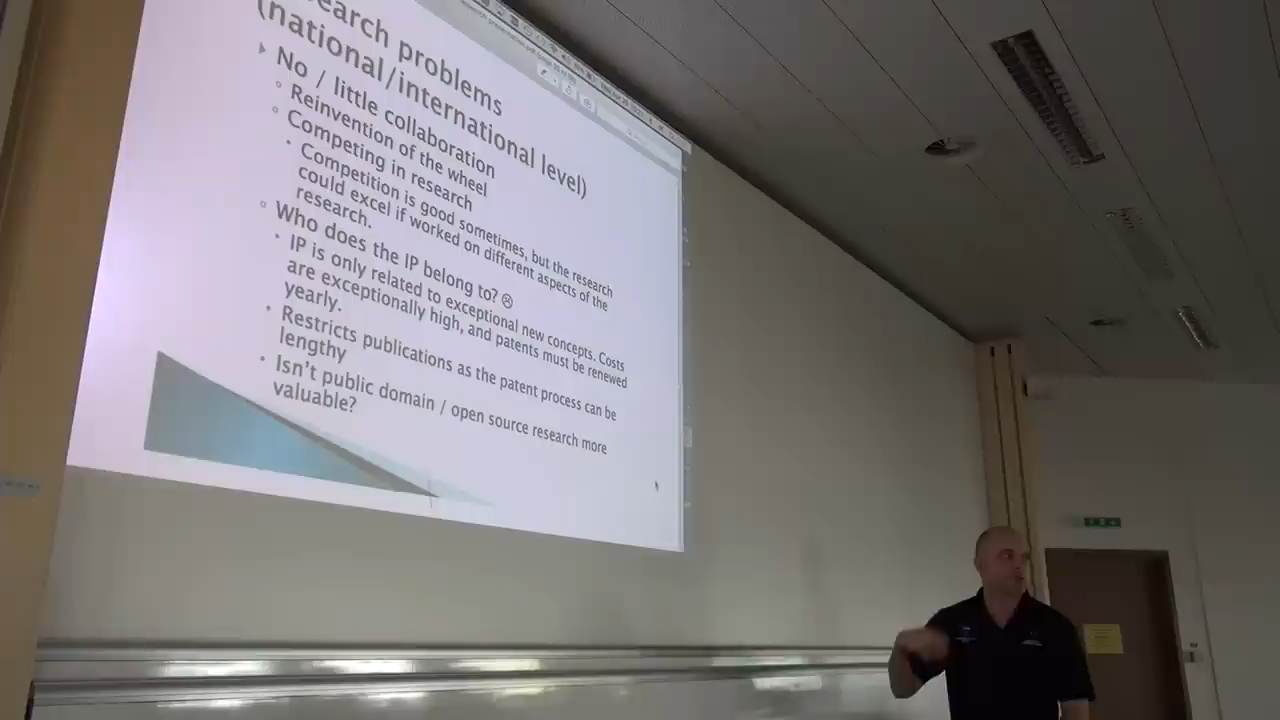 earch problems
(national/international level)
No / little collaboration
Reinvention of the wheel
Competing in research
Competition is good sometimes, but the research
could excel if worked on different aspects of the
research.
Who does the IP belong to? ☹
IP is only related to exceptional new concepts. Costs
are exceptionally high, and patents must be renewed
yearly.
Restricts publications as the patent process can be
lengthy
Isn't public domain / open source research more
valuable?